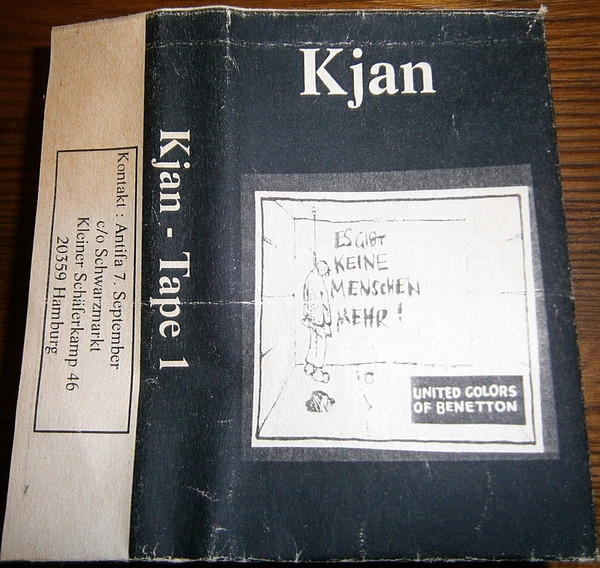 Kjan
ES GIBT
KEINE
MENSCHEN
MEHR !
UNITED COLORS
OF BENETTON
Kjan - Tape 1
Kontakt : Antifa 7. September
c/o Schwarzmarkt
Kleiner Schäferkamp 46
20359 Hamburg